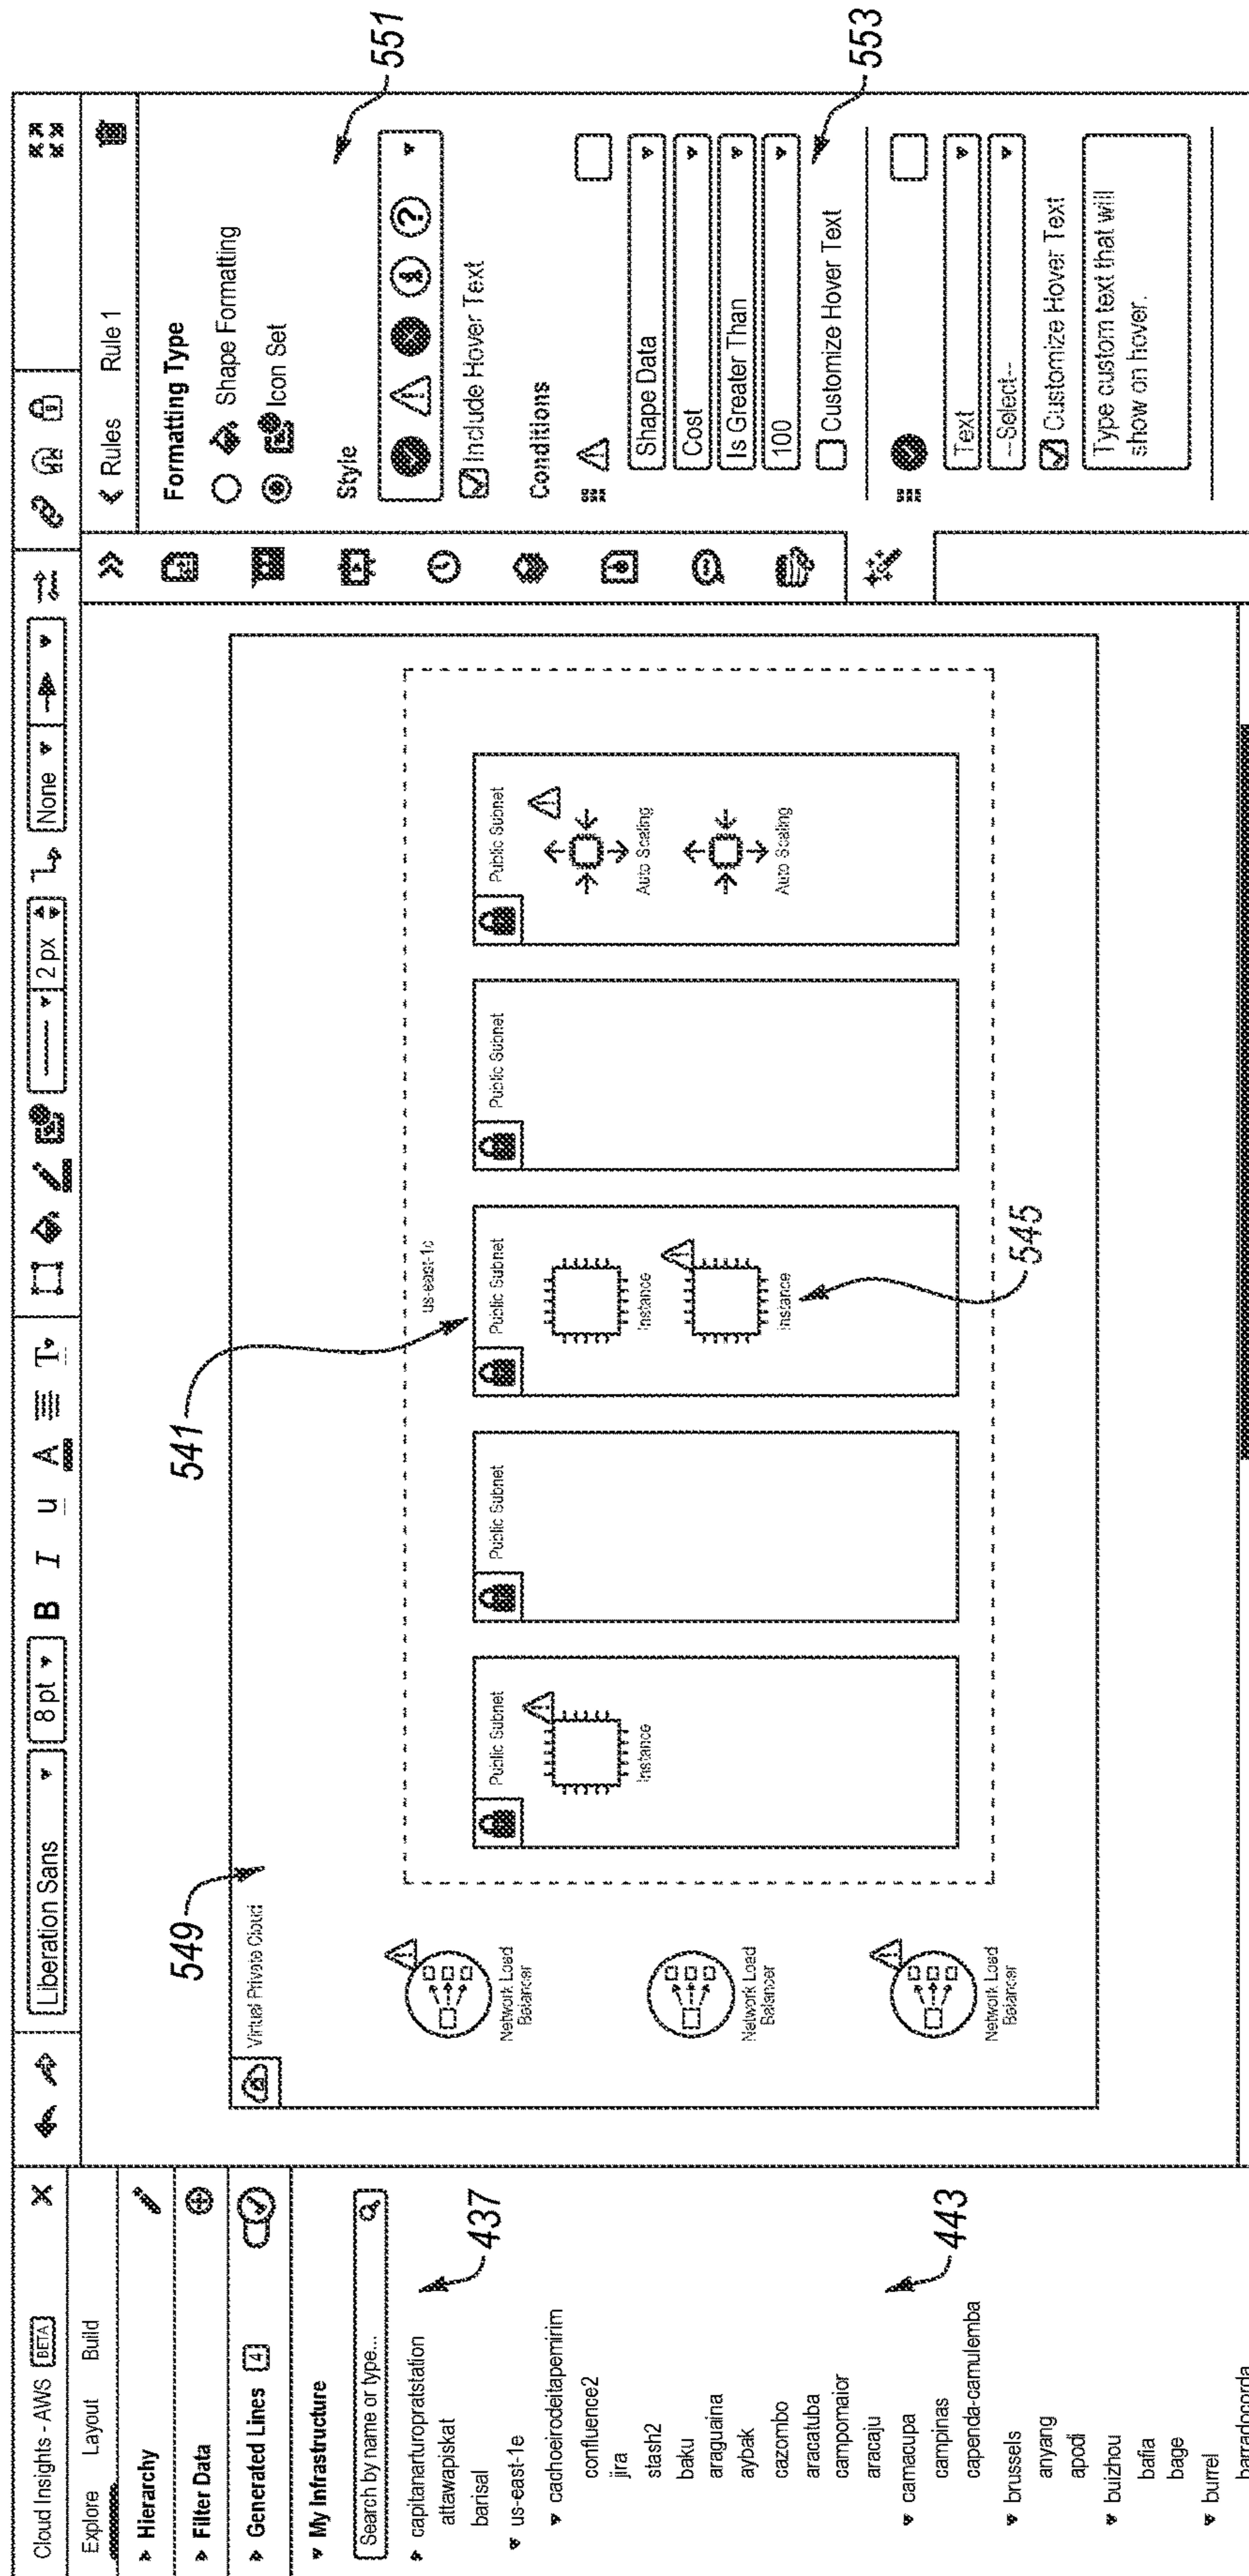 Cloud Insights - AWS BETA
Explore Layout Build
Hierarchy
Filter Data
Generated Lines 4
My Infrastructure
Search by name or type...
capitanarturopratstation
attawapiskat
barisal
us-east-1e
cachoeirodeitapemirim
confluence2
jira
stash2
baku
araguaina
aybak
cazombo
aracatuba
campomaior
aracaju
camacupa
campinas
capenda-camulemba
brussels
anyang
apodi
buizhou
bafia
bage
burrel
barradocorda
437
443
Liberation Sans 8 pt B I U A T 2 px None
549
541
Virtual Private Cloud
us-east-1c
Network Load
Balancer
Network Load
Balancer
Network Load
Balancer
Public Subnet
Instance
Public Subnet
Public Subnet
Instance
Instance
545
Public Subnet
Public Subnet
Auto Scaling
Auto Scaling
Rules Rule 1
Formatting Type
Shape Formatting
Icon Set
551
Style
Include Hover Text
Conditions
Shape Data
Cost
Is Greater Than
100
Customize Hover Text
553
Text
--Select--
Customize Hover Text
Type custom text that will
show on hover.